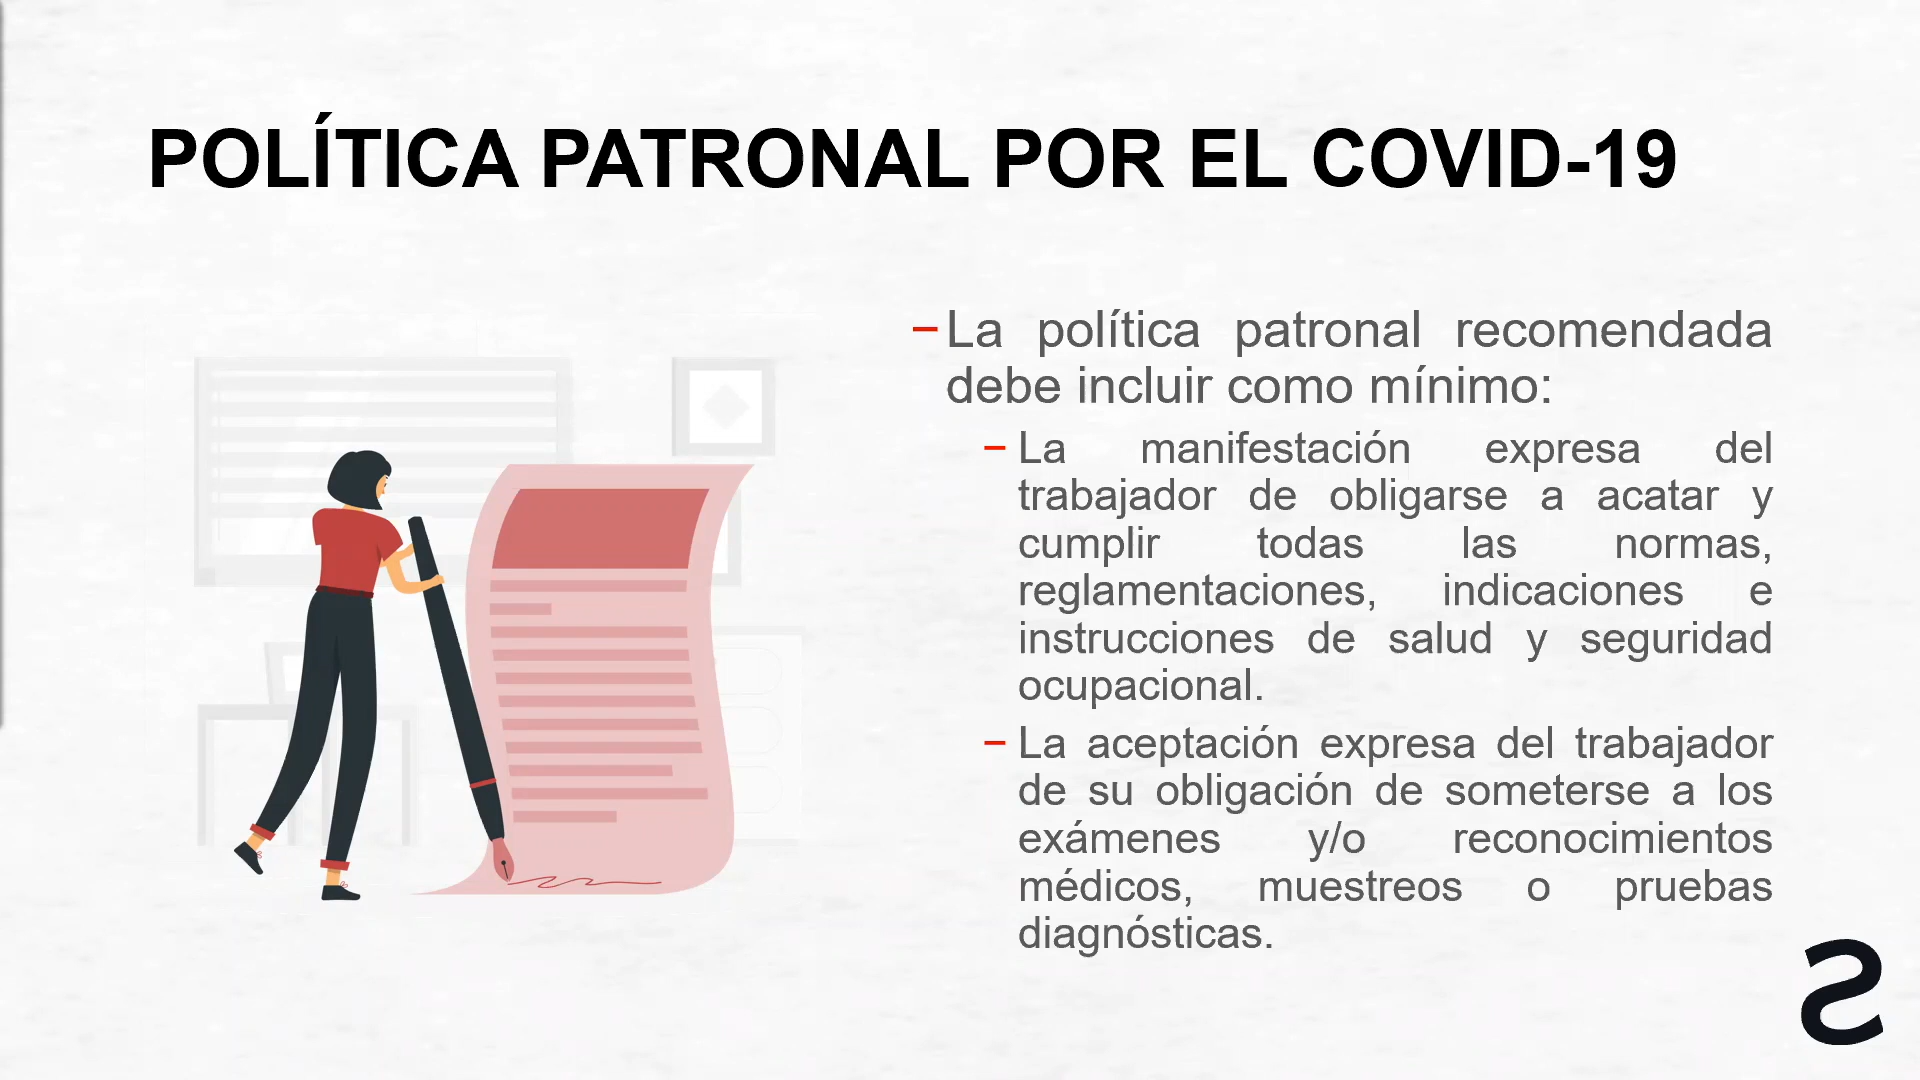 POLÍTICA PATRONAL POR EL COVID-19
– La política patronal recomendada
debe incluir como mínimo:
– La manifestación expresa del
trabajador de obligarse a acatar y
cumplir todas las normas,
reglamentaciones, indicaciones e
instrucciones de salud y seguridad
ocupacional.
– La aceptación expresa del trabajador
de su obligación de someterse a los
exámenes y/o reconocimientos
médicos, muestreos o pruebas
diagnósticas.